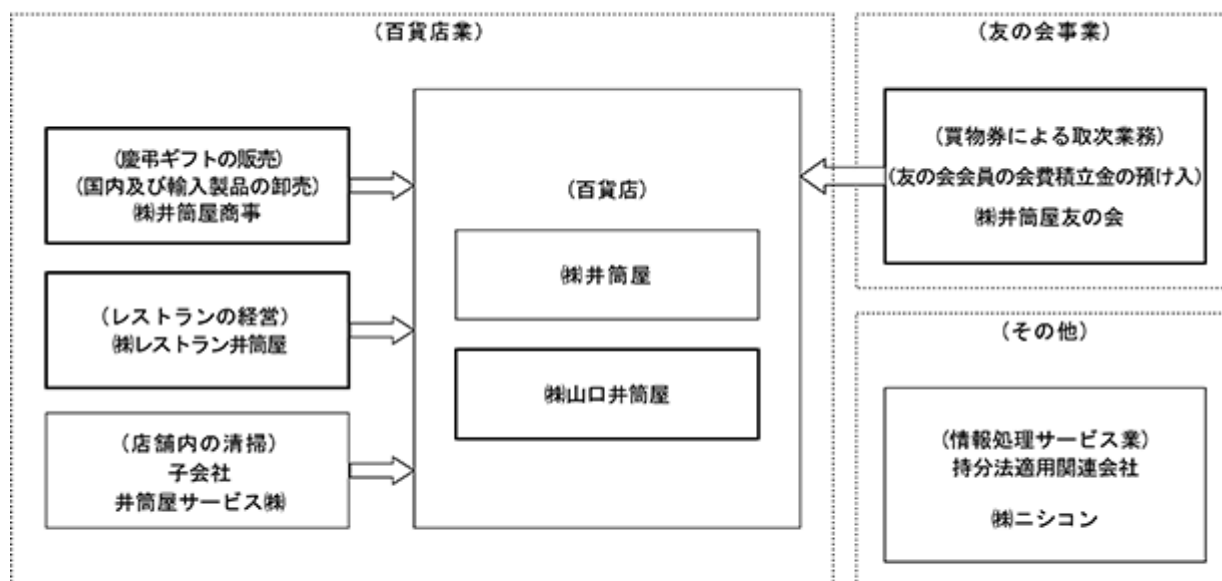 (百貨店業)
(慶弔ギフトの販売)
(国内及び輸入製品の卸売)
㈱井筒屋商事
(レストランの経営)
㈱レストラン井筒屋
(店舗内の清掃)
子会社
井筒屋サービス㈱
(百貨店)
㈱井筒屋
㈱山口井筒屋
(友の会事業)
(買物券による取次業務)
(友の会会員の会費積立金の預け入)
㈱井筒屋友の会
(その他)
(情報処理サービス業)
持分法適用関連会社
㈱ニシコン